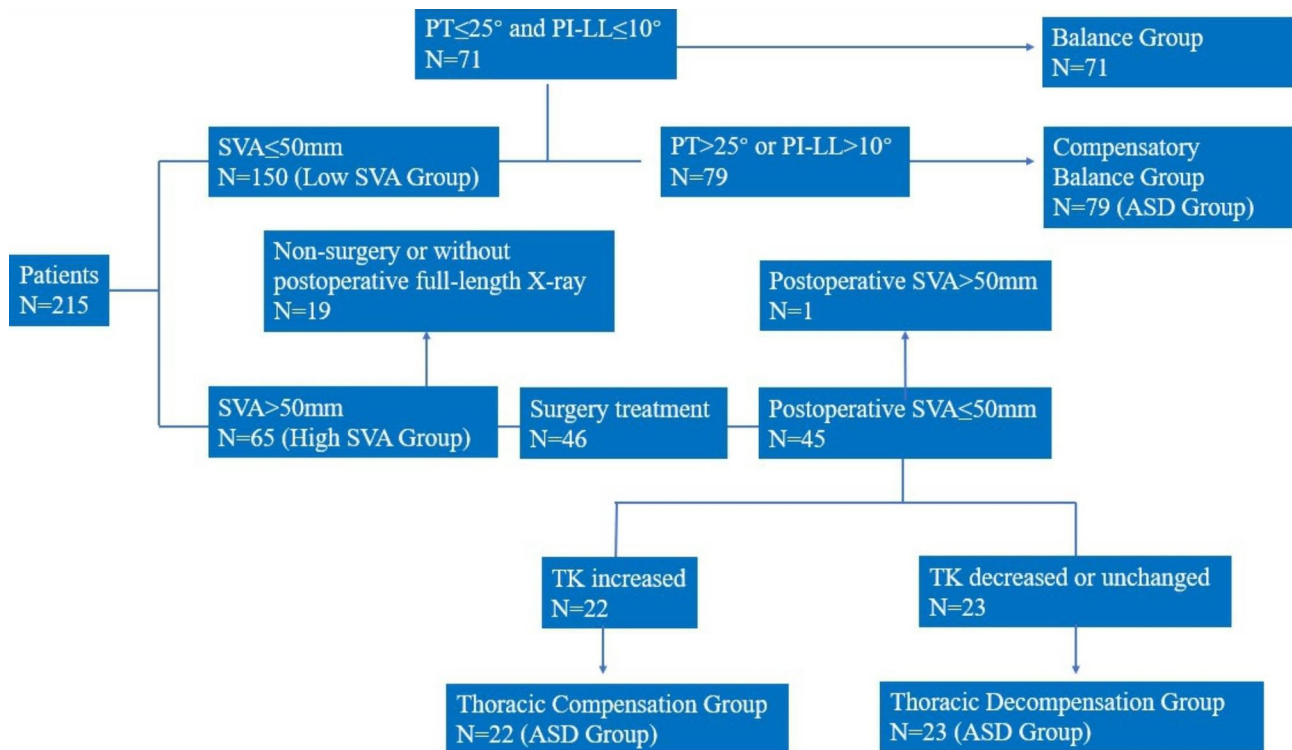 PT≤25° and PI-LL≤10°
N=71
Balance Group
N=71
SVA≤50mm
N=150 (Low SVA Group)
PT>25° or PI-LL>10°
N=79
Compensatory
Balance Group
N=79 (ASD Group)
Patients
N=215
Non-surgery or without
postoperative full-length X-ray
N=19
Postoperative SVA>50mm
N=1
SVA>50mm
N=65 (High SVA Group)
Surgery treatment
N=46
Postoperative SVA≤50mm
N=45
TK increased
N=22
TK decreased or unchanged
N=23
Thoracic Compensation Group
N=22 (ASD Group)
Thoracic Decompensation Group
N=23 (ASD Group)